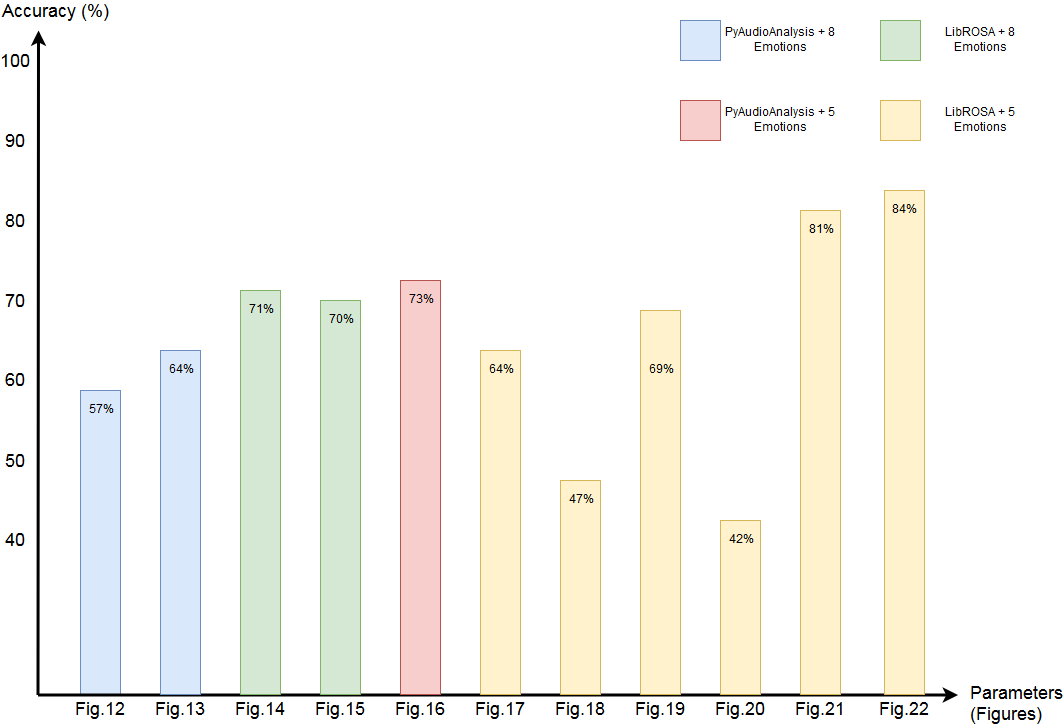 Accuracy (%)
PyAudioAnalysis + 8
Emotions
LibROSA + 8
Emotions
PyAudioAnalysis + 5
Emotions
LibROSA + 5
Emotions
100
90
80
70
60
50
40
57%
64%
71%
70%
73%
64%
47%
69%
42%
81%
84%
Fig.12
Fig.13
Fig.14
Fig.15
Fig.16
Fig.17
Fig.18
Fig.19
Fig.20
Fig.21
Fig.22
Parameters
(Figures)